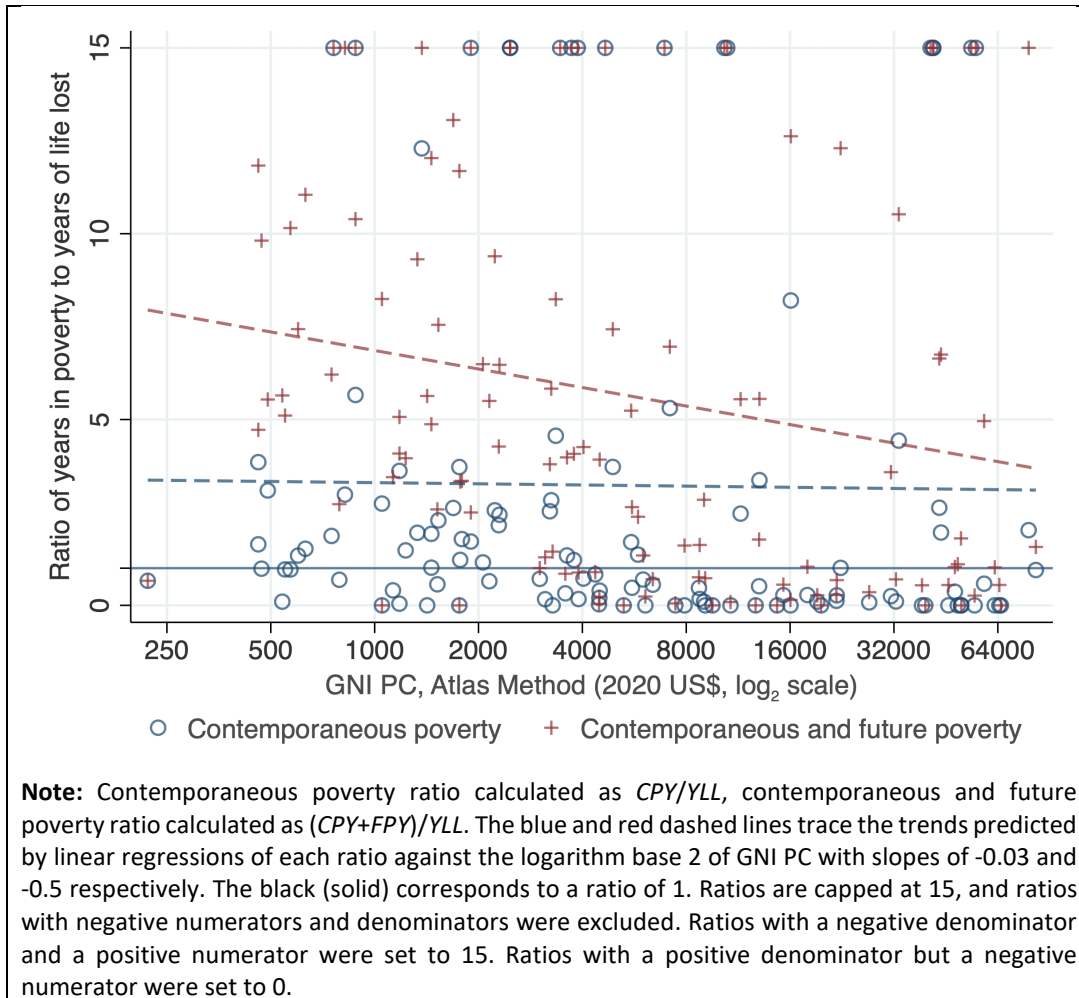 Ratio of years in poverty to years of life lost
15
10
5
0
250 500 1000 2000 4000 8000 16000 32000 64000
GNI PC, Atlas Method (2020 US$, log2 scale)
Contemporaneous poverty Contemporaneous and future poverty
Note: Contemporaneous poverty ratio calculated as CPY/YLL, contemporaneous and future
poverty ratio calculated as (CPY+FPY)/YLL. The blue and red dashed lines trace the trends predicted
by linear regressions of each ratio against the logarithm base 2 of GNI PC with slopes of -0.03 and
-0.5 respectively. The black (solid) corresponds to a ratio of 1. Ratios are capped at 15, and ratios
with negative numerators and denominators were excluded. Ratios with a negative denominator
and a positive numerator were set to 15. Ratios with a positive denominator but a negative
numerator were set to 0.